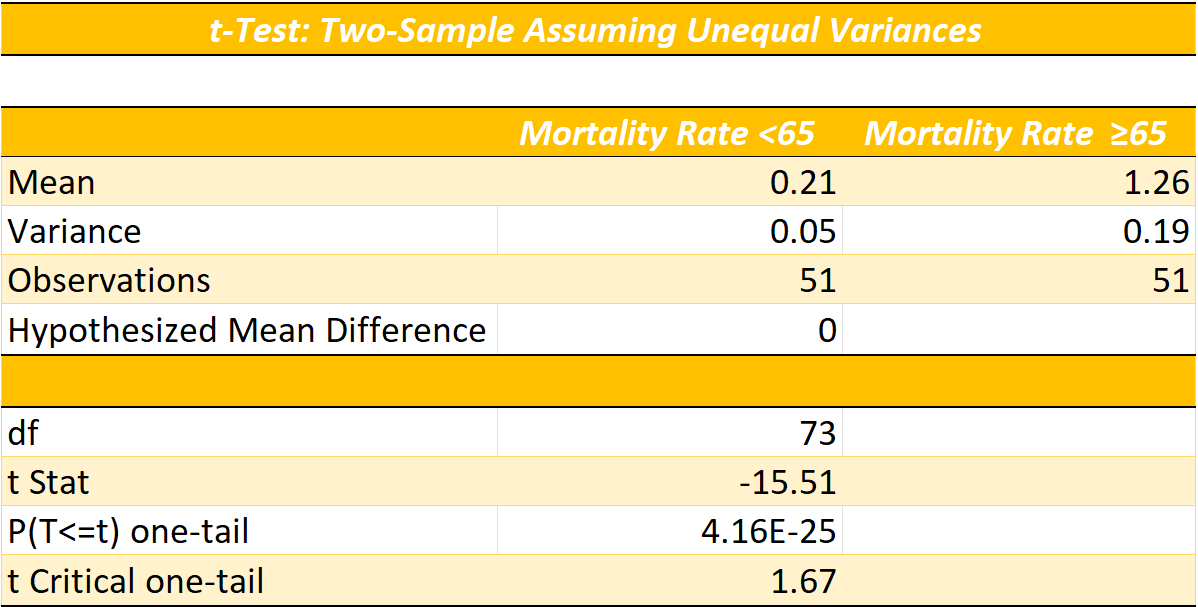 t-Test: Two-Sample Assuming Unequal Variances
Mortality Rate <65 Mortality Rate ≥65
Mean 0.21 1.26
Variance 0.05 0.19
Observations 51 51
Hypothesized Mean Difference 0
df 73
t Stat -15.51
P(T<=t) one-tail 4.16E-25
t Critical one-tail 1.67